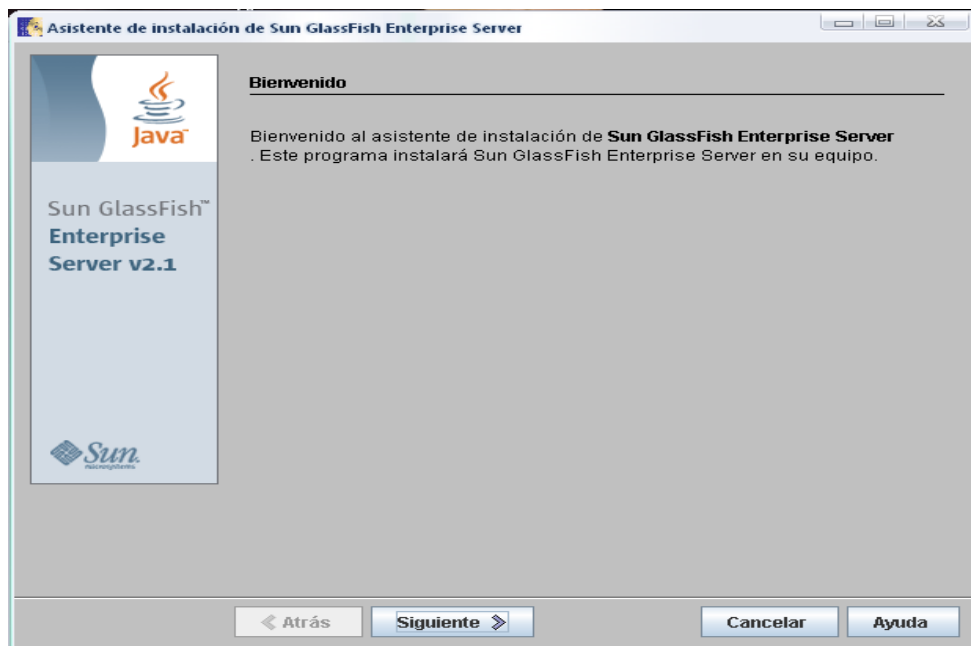 Asistente de instalación de Sun GlassFish Enterprise Server
Java™
Sun GlassFish™
Enterprise
Server v2.1
Sun.
microsystems
Bienvenido
Bienvenido al asistente de instalación de Sun GlassFish Enterprise Server
. Este programa instalará Sun GlassFish Enterprise Server en su equipo.
Atrás
Siguiente
Cancelar
Ayuda